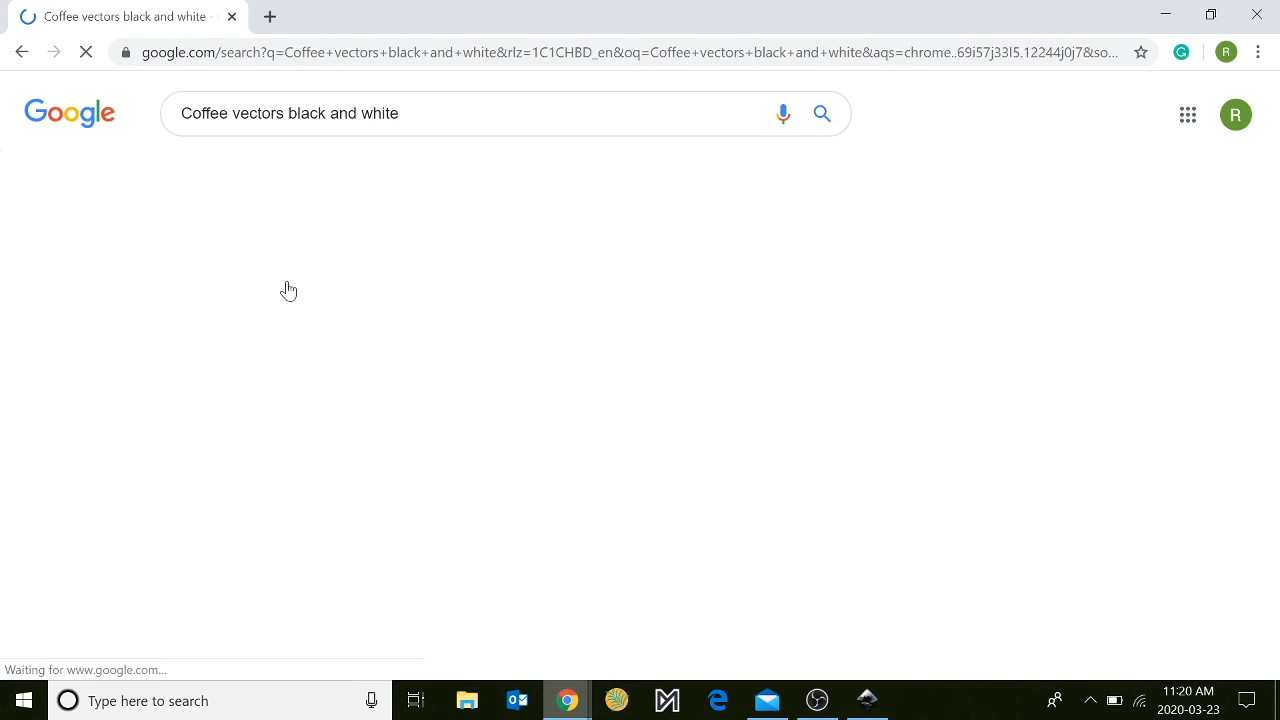 Coffee vectors black and white -
google.com/search?q=Coffee+vectors+black+and+white&rlz=1C1CHBD_en&oq=Coffee+vectors+black+and+white&aqs=chrome..69i57j33l5.12244j0j7&so...
G
R
Google
Coffee vectors black and white
R
Waiting for www.google.com...
Type here to search
11:20 AM
2020-03-23